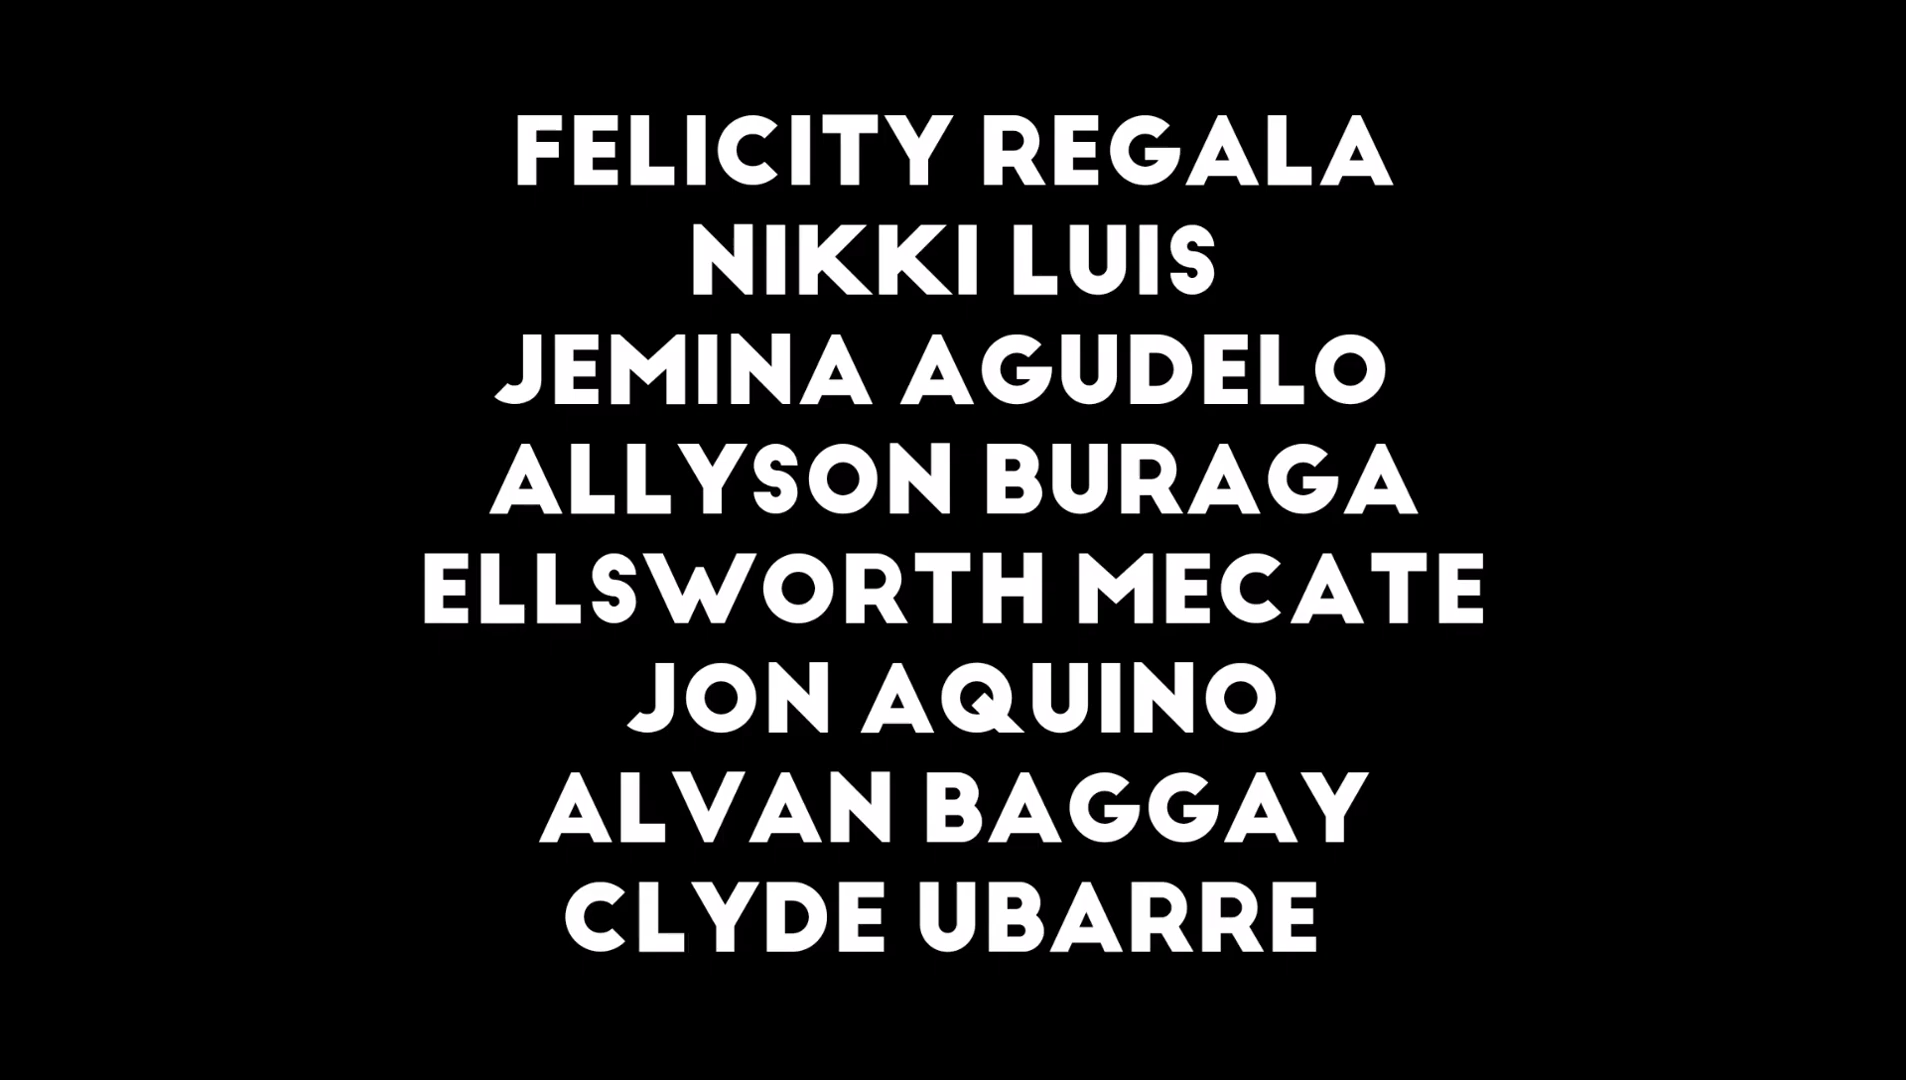 FELICITY REGALA
NIKKI LUIS
JEMINA AGUDELO
ALLYSON BURAGA
ELLSWORTH MECATE
JON AQUINO
ALVAN BAGGAY
CLYDE UBARRE